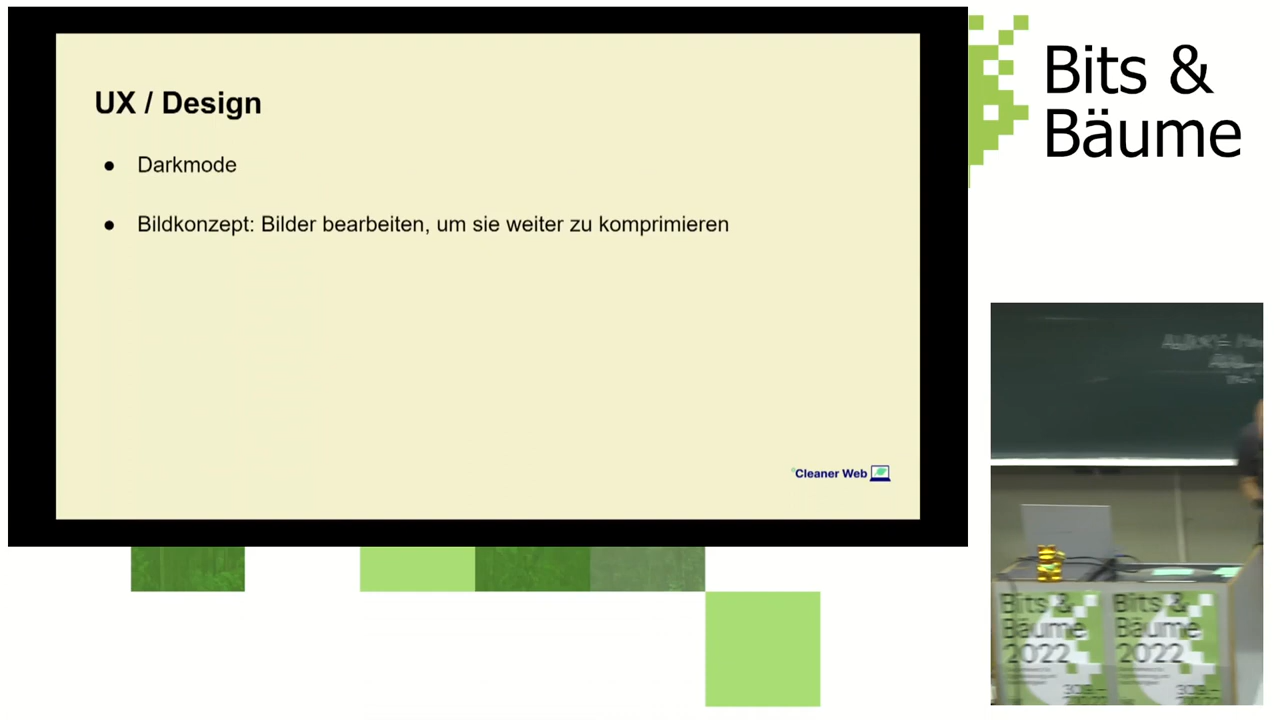 UX / Design
Darkmode
Bildkonzept: Bilder bearbeiten, um sie weiter zu komprimieren
Cleaner Web
Bits &
Bäume
Bits &
Bäume
2022
Bits &
Bäume
2022